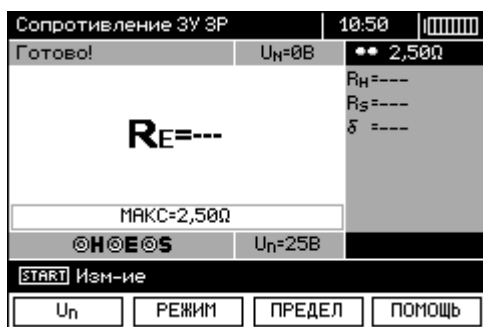 Сопротивление ЗУ 3P 10:50
Готово! UN=0В 2,50Ω
RH=---
RS=---
δ =---
RE=---
МАКС=2,50Ω
H E S Un=25В
START Изм-ие
Un РЕЖИМ ПРЕДЕЛ ПОМОЩЬ